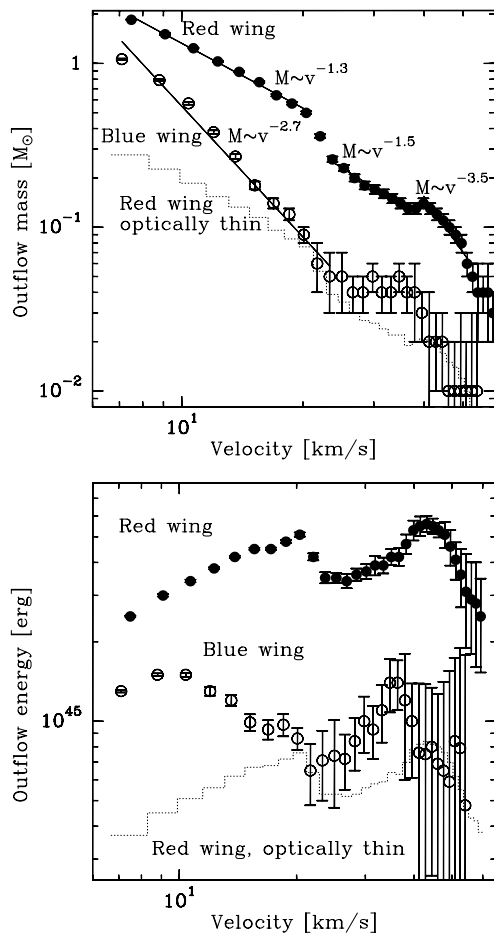 Red wing
M~v^{-1.3}
1
Blue wing
M~v^{-2.7}
M~v^{-1.5}
M~v^{-3.5}
Red wing
optically thin
10^{-1}
10^{-2}
Outflow mass [M_⊙]
10^1
Velocity [km/s]
Red wing
Blue wing
10^{45}
Outflow energy [erg]
Red wing, optically thin
10^1
Velocity [km/s]